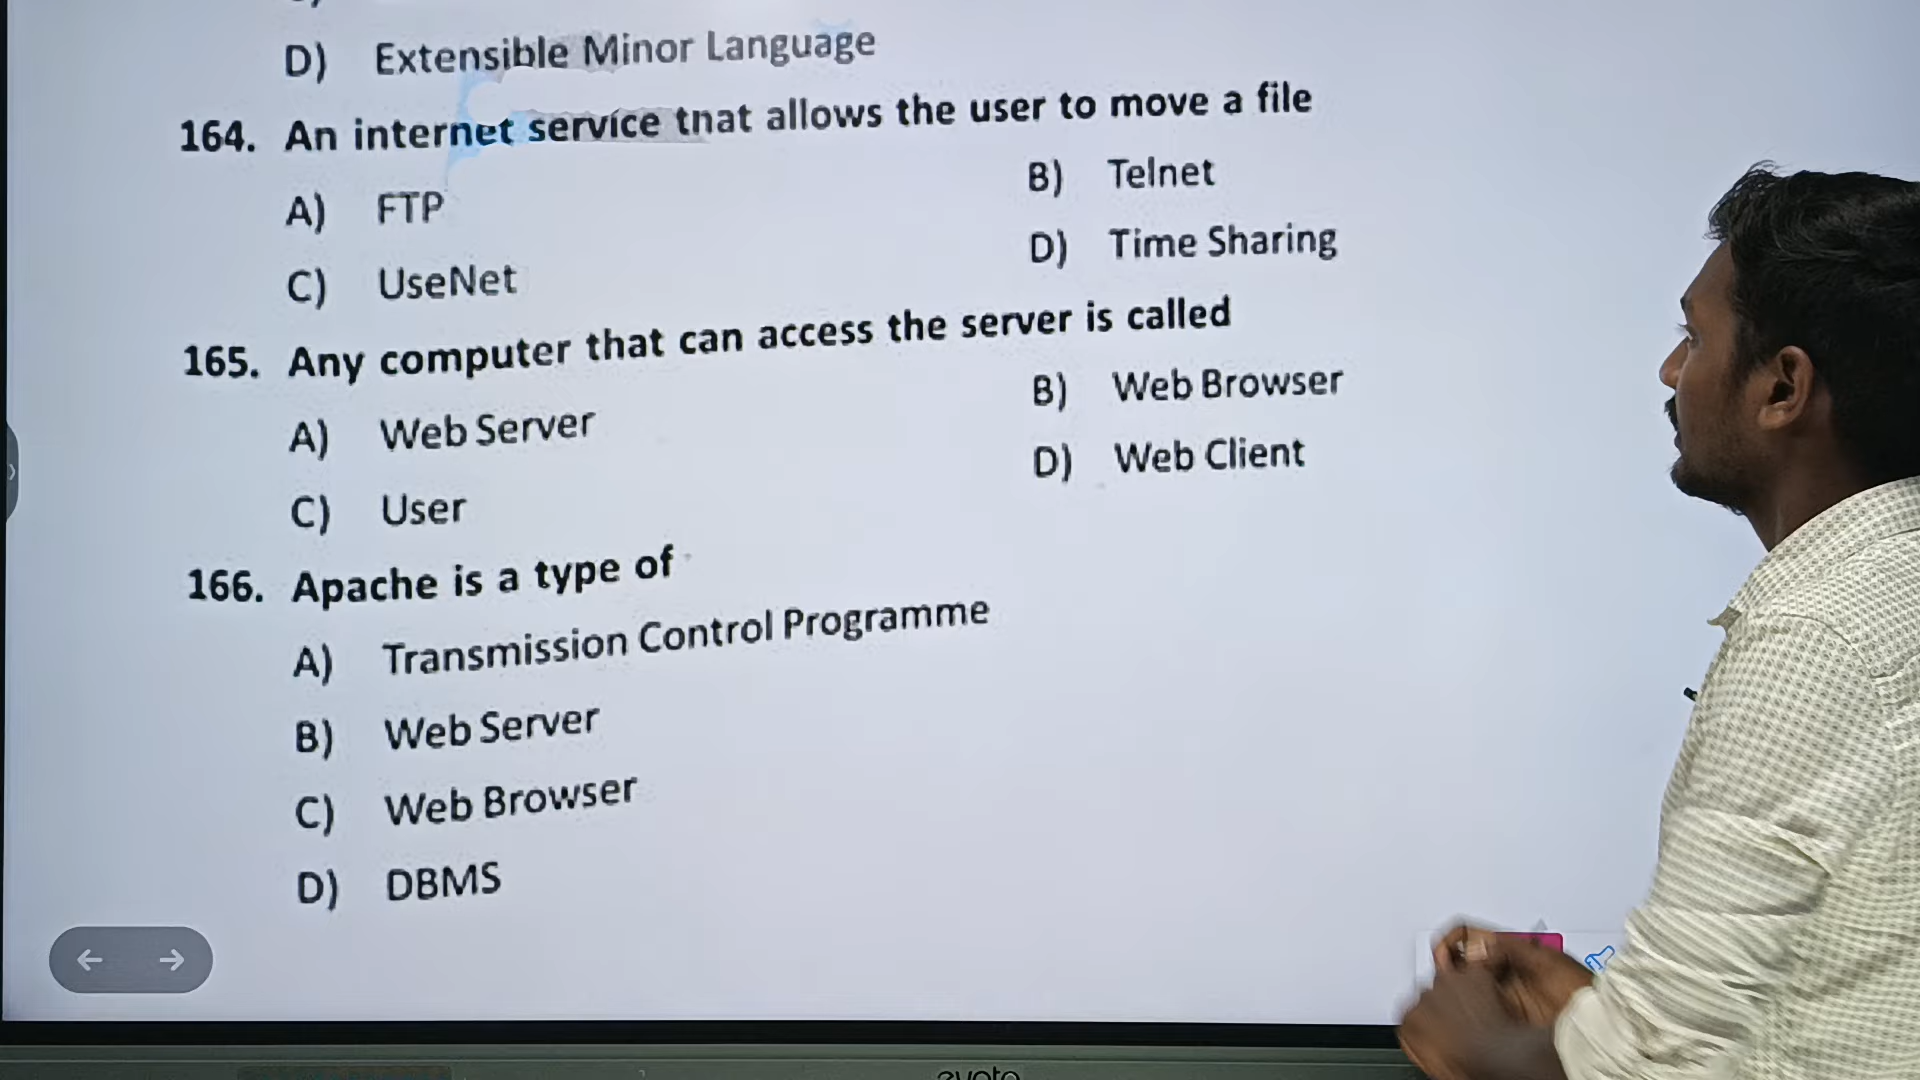 D) Extensible Minor Language
164. An internet service tnat allows the user to move a file
A) FTP
B) Telnet
C) UseNet
D) Time Sharing
165. Any computer that can access the server is called
A) Web Server
B) Web Browser
C) User
D) Web Client
166. Apache is a type of
A) Transmission Control Programme
B) Web Server
C) Web Browser
D) DBMS